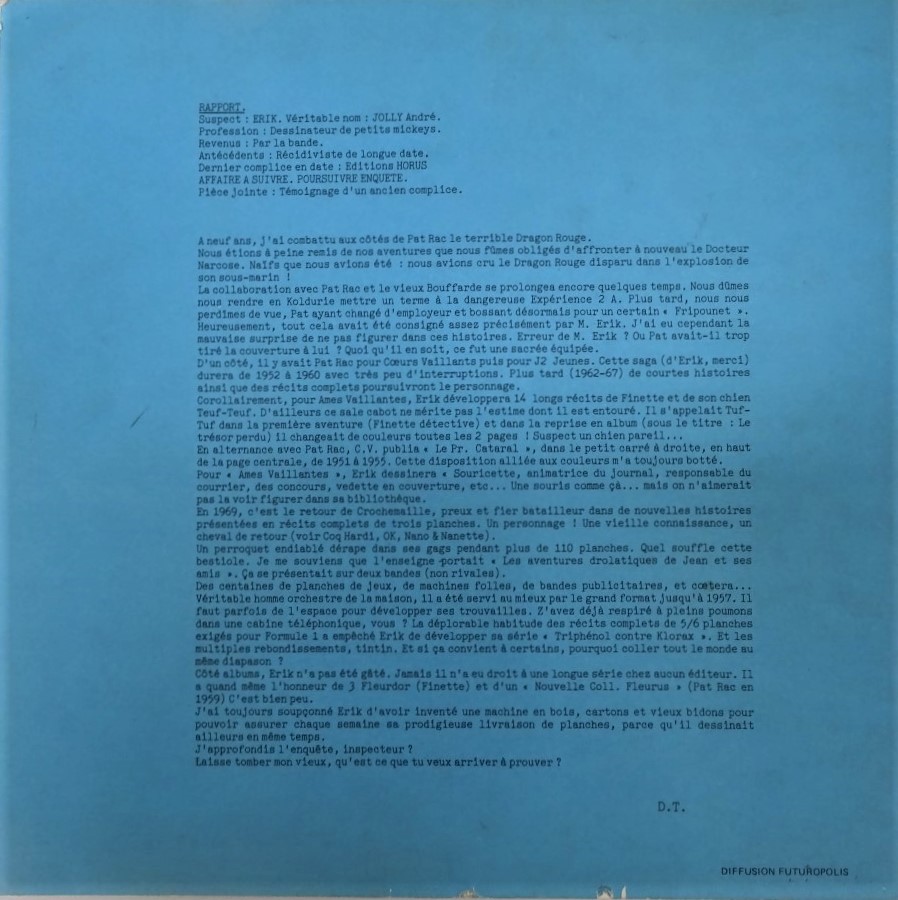 RAPPORT.
Suspect : ERIK. Véritable nom : JOLLY André.
Profession : Dessinateur de petits mickeys.
Revenus : Par la bande.
Antécédents : Récidiviste de longue date.
Dernier complice en date : Editions HORUS
AFFAIRE A SUIVRE. POURSUIVRE ENQUETE.
Pièce jointe : Témoignage d'un ancien complice.
A neuf ans, j'ai combattu aux côtés de Pat Rac le terrible Dragon Rouge.
Nous étions à peine remis de nos aventures que nous fûmes obligés d'affronter à nouveau le Docteur
Narcose. Naïfs que nous avions été : nous avions cru le Dragon Rouge disparu dans l'explosion de
son sous-marin !
La collaboration avec Pat Rac et le vieux Bouffarde se prolongea encore quelques temps. Nous dûmes
nous rendre en Koldurie mettre un terme à la dangereuse Expérience 2 A. Plus tard, nous nous
perdîmes de vue, Pat ayant changé d'employeur et bossant désormais pour un certain « Fripounet ».
Heureusement, tout cela avait été consigné assez précisément par M. Erik. J'ai eu cependant la
mauvaise surprise de ne pas figurer dans ces histoires. Erreur de M. Erik ? Ou Pat avait-il trop
tiré la couverture à lui ? Quoi qu'il en soit, ce fut une sacrée équipée.
D'un côté, il y avait Pat Rac pour Cœurs Vaillants puis pour J2 Jeunes. Cette saga (d'Erik, merci)
durera de 1952 à 1960 avec très peu d'interruptions. Plus tard (1962-67) de courtes histoires
ainsi que des récits complets poursuivront le personnage.
Corollairement, pour Ames Vaillantes, Erik développera 14 longs récits de Finette et de son chien
Teuf-Teuf. D'ailleurs ce sale cabot ne mérite pas l'estime dont il est entouré. Il s'appelait Tuf-
Tuf dans la première aventure (Finette détective) et dans la reprise en album (sous le titre : Le
trésor perdu) il changeait de couleurs toutes les 2 pages ! Suspect un chien pareil...
En alternance avec Pat Rac, C.V. publia « Le Pr. Cataral », dans le petit carré à droite, en haut
de la page centrale, de 1951 à 1955. Cette disposition alliée aux couleurs m'a toujours botté.
Pour « Ames Vaillantes », Erik dessinera « Souricette, animatrice du journal, responsable du
courrier, des concours, vedette en couverture, etc... Une souris comme çà... mais on n'aimerait
pas la voir figurer dans sa bibliothèque.
En 1969, c'est le retour de Crochemaille, preux et fier batailleur dans de nouvelles histoires
présentées en récits complets de trois planches. Un personnage ! Une vieille connaissance, un
cheval de retour (voir Coq Hardi, OK, Nano & Nanette).
Un perroquet endiablé dérape dans ses gags pendant plus de 110 planches. Quel souffle cette
bestiole. Je me souviens que l'enseigne portait « Les aventures drolatiques de Jean et ses
amis ». Ça se présentait sur deux bandes (non rivales).
Des centaines de planches de jeux, de machines folles, de bandes publicitaires, et cœtera...
Véritable homme orchestre de la maison, il a été servi au mieux par le grand format jusqu'à 1957. Il
faut parfois de l'espace pour développer ses trouvailles. Z'avez déjà respiré à pleins poumons
dans une cabine téléphonique, vous ? La déplorable habitude des récits complets de 5/6 planches
exigés pour Formule 1 a empêché Erik de développer sa série « Triphénol contre Klorax ». Et les
multiples rebondissements, tintin. Et si ça convient à certains, pourquoi coller tout le monde au
même diapason ?
Côté albums, Erik n'a pas été gâté. Jamais il n'a eu droit à une longue série chez aucun éditeur. Il
a quand même l'honneur de 3 Fleurdor (Finette) et d'un « Nouvelle Coll. Fleurus » (Pat Rac en
1959) C'est bien peu.
J'ai toujours soupçonné Erik d'avoir inventé une machine en bois, cartons et vieux bidons pour
pouvoir assurer chaque semaine sa prodigieuse livraison de planches, parce qu'il dessinait
ailleurs en même temps.
J'approfondis l'enquête, inspecteur ?
Laisse tomber mon vieux, qu'est ce que tu veux arriver à prouver ?
D.T.
DIFFUSION FUTUROPOLIS